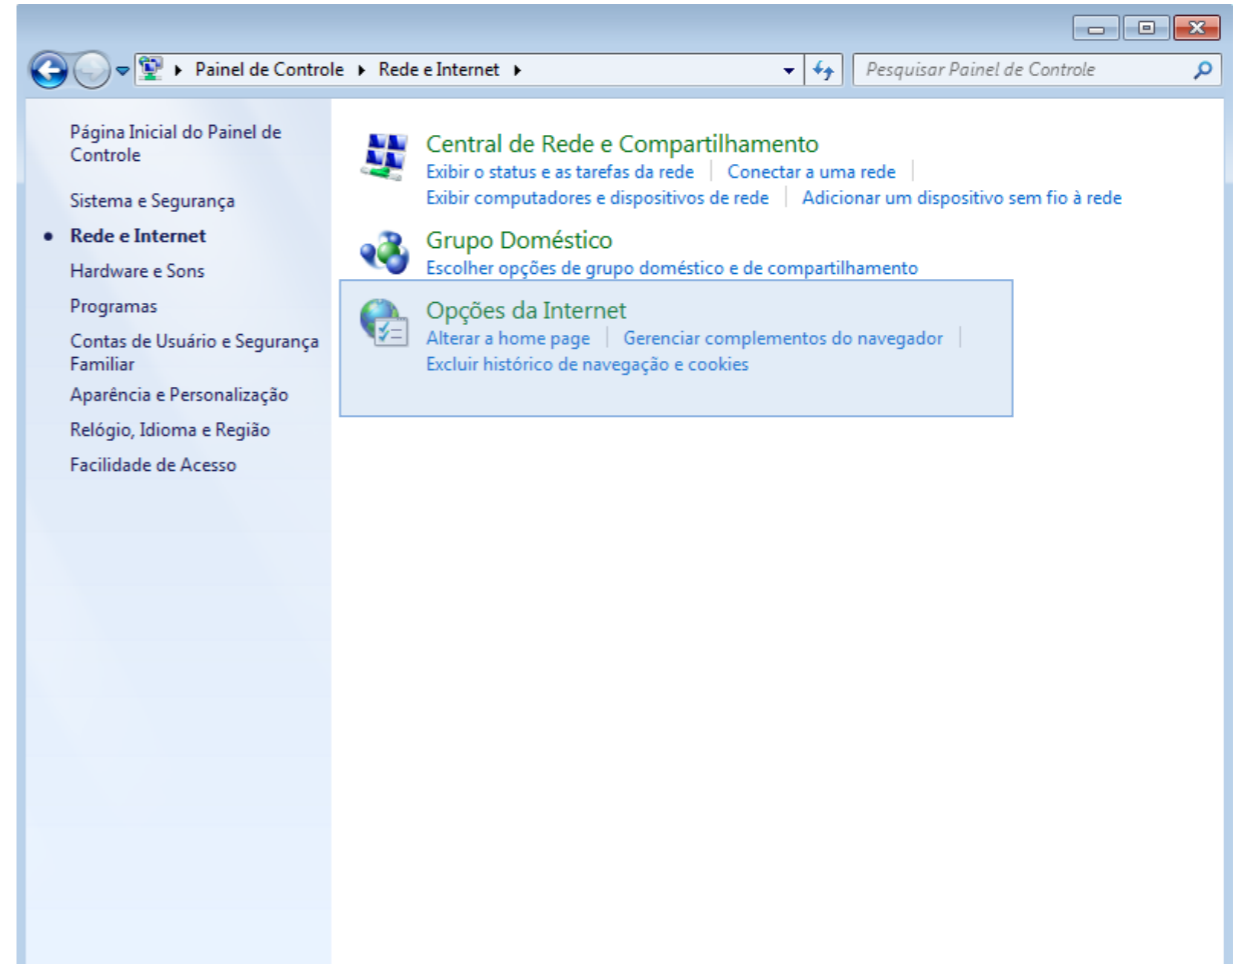 Painel de Controle Rede e Internet
Pesquisar Painel de Controle
Página Inicial do Painel de
Controle
Sistema e Segurança
Rede e Internet
Hardware e Sons
Programas
Contas de Usuário e Segurança
Familiar
Aparência e Personalização
Relógio, Idioma e Região
Facilidade de Acesso
Central de Rede e Compartilhamento
Exibir o status e as tarefas da rede Conectar a uma rede
Exibir computadores e dispositivos de rede Adicionar um dispositivo sem fio à rede
Grupo Doméstico
Escolher opções de grupo doméstico e de compartilhamento
Opções da Internet
Alterar a home page Gerenciar complementos do navegador
Excluir histórico de navegação e cookies